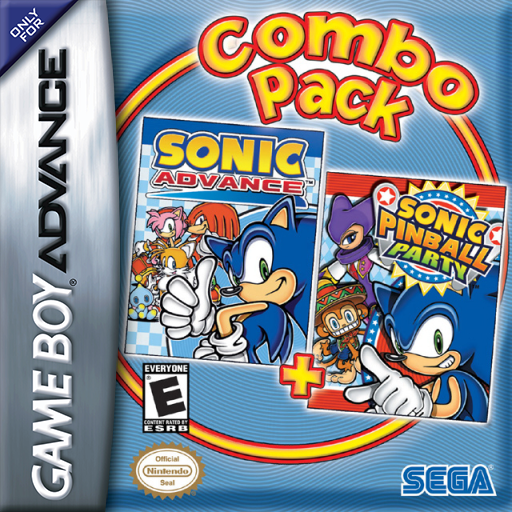 ONLY
FOR
GAME BOY ADVANCE
Combo
Pack
SONIC
ADVANCE™
SONIC
PINBALL
PARTY
+
EVERYONE
E
CONTENT RATED BY
ESRB
Official
Nintendo
Seal
SEGA